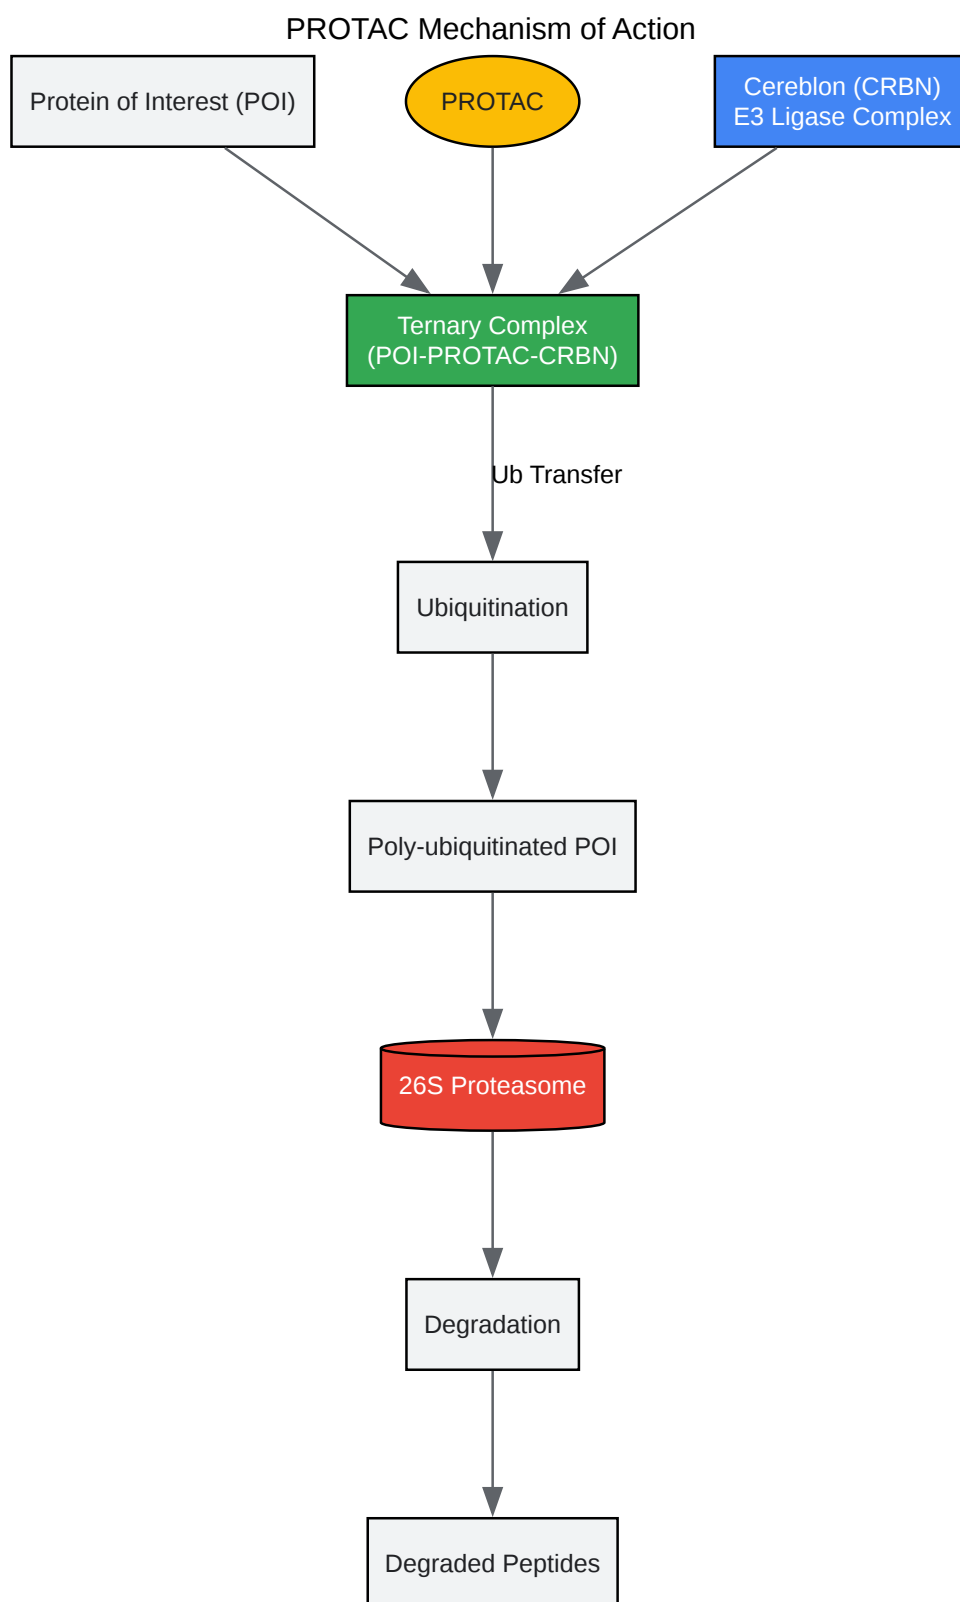 PROTAC Mechanism of Action
Protein of Interest (POI)
PROTAC
Cereblon (CRBN)
E3 Ligase Complex
Ternary Complex
(POI-PROTAC-CRBN)
Ub Transfer
Ubiquitination
Poly-ubiquitinated POI
26S Proteasome
Degradation
Degraded Peptides